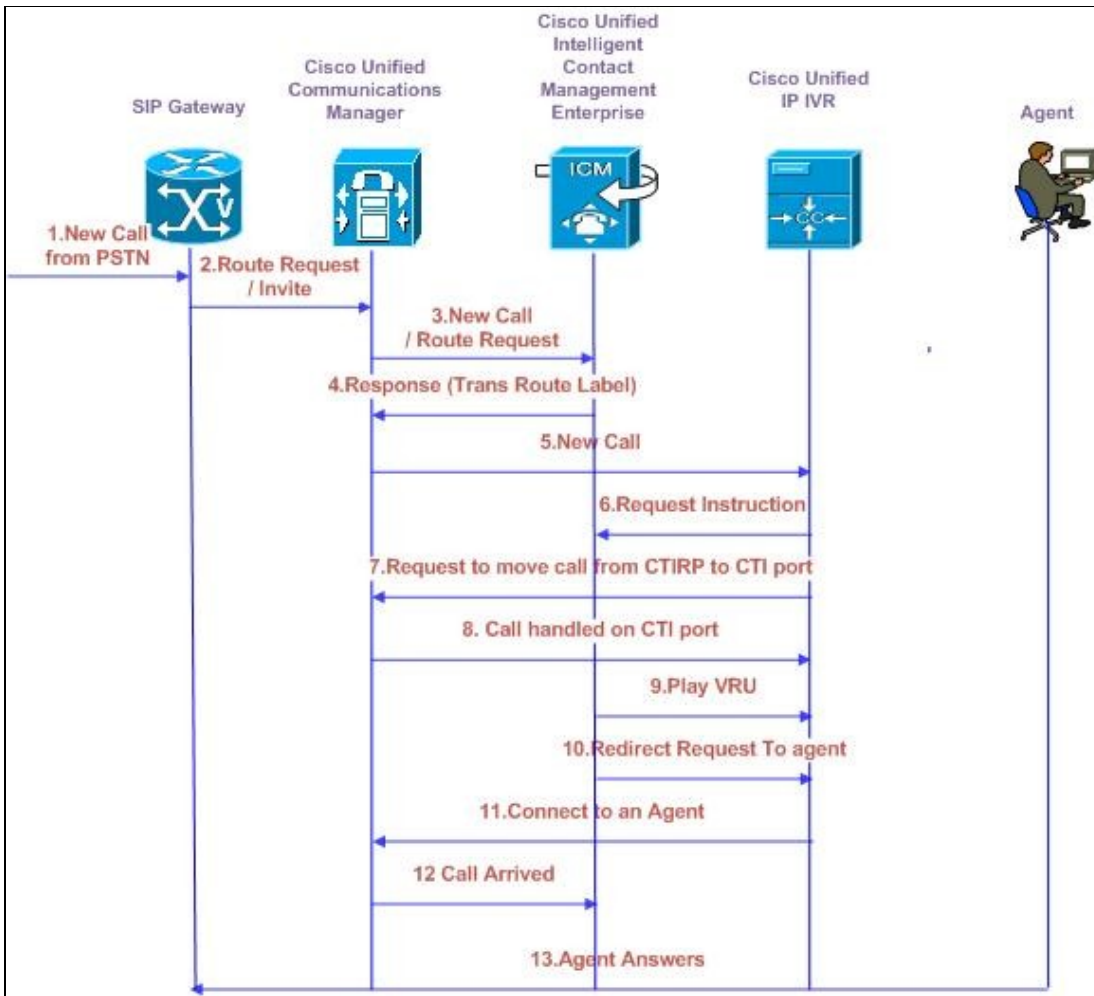 Cisco Unified
Intelligent
Contact
Management
Enterprise
Cisco Unified
Communications
Manager
Cisco Unified
IP IVR
SIP Gateway
Agent
V
ICM
CC
1.New Call
from PSTN
2.Route Request
/ Invite
3.New Call
/ Route Request
4.Response (Trans Route Label)
5.New Call
6.Request Instruction
7.Request to move call from CTIRP to CTI port
8. Call handled on CTI port
9.Play VRU
10.Redirect Request To agent
11.Connect to an Agent
12 Call Arrived
13.Agent Answers